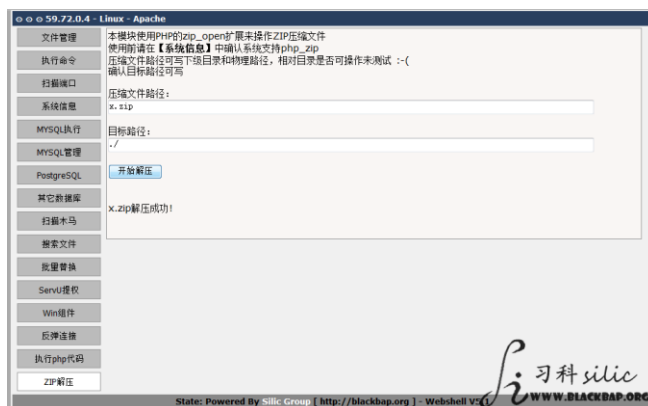 o o o 59.72.0.4 - Linux - Apache
文件管理
执行命令
扫描端口
系统信息
MYSQL执行
MYSQL管理
PostgreSQL
其它数据库
扫描木马
搜索文件
批量替换
ServU提权
Win组件
反弹连接
执行php代码
ZIP解压
本模块使用PHP的zip_open扩展来操作ZIP压缩文件
使用前请在【系统信息】中确认系统支持php_zip
压缩文件路径可写下级目录和物理路径，相对目录是否可操作未测试 :-(
确认目标路径可写
压缩文件路径：
x.zip
目标路径：
./
开始解压
x.zip解压成功!
State: Powered By Silic Group [ http://blackbap.org ] - Webshell
习科 silic
WWW.BLACKBAP.ORG